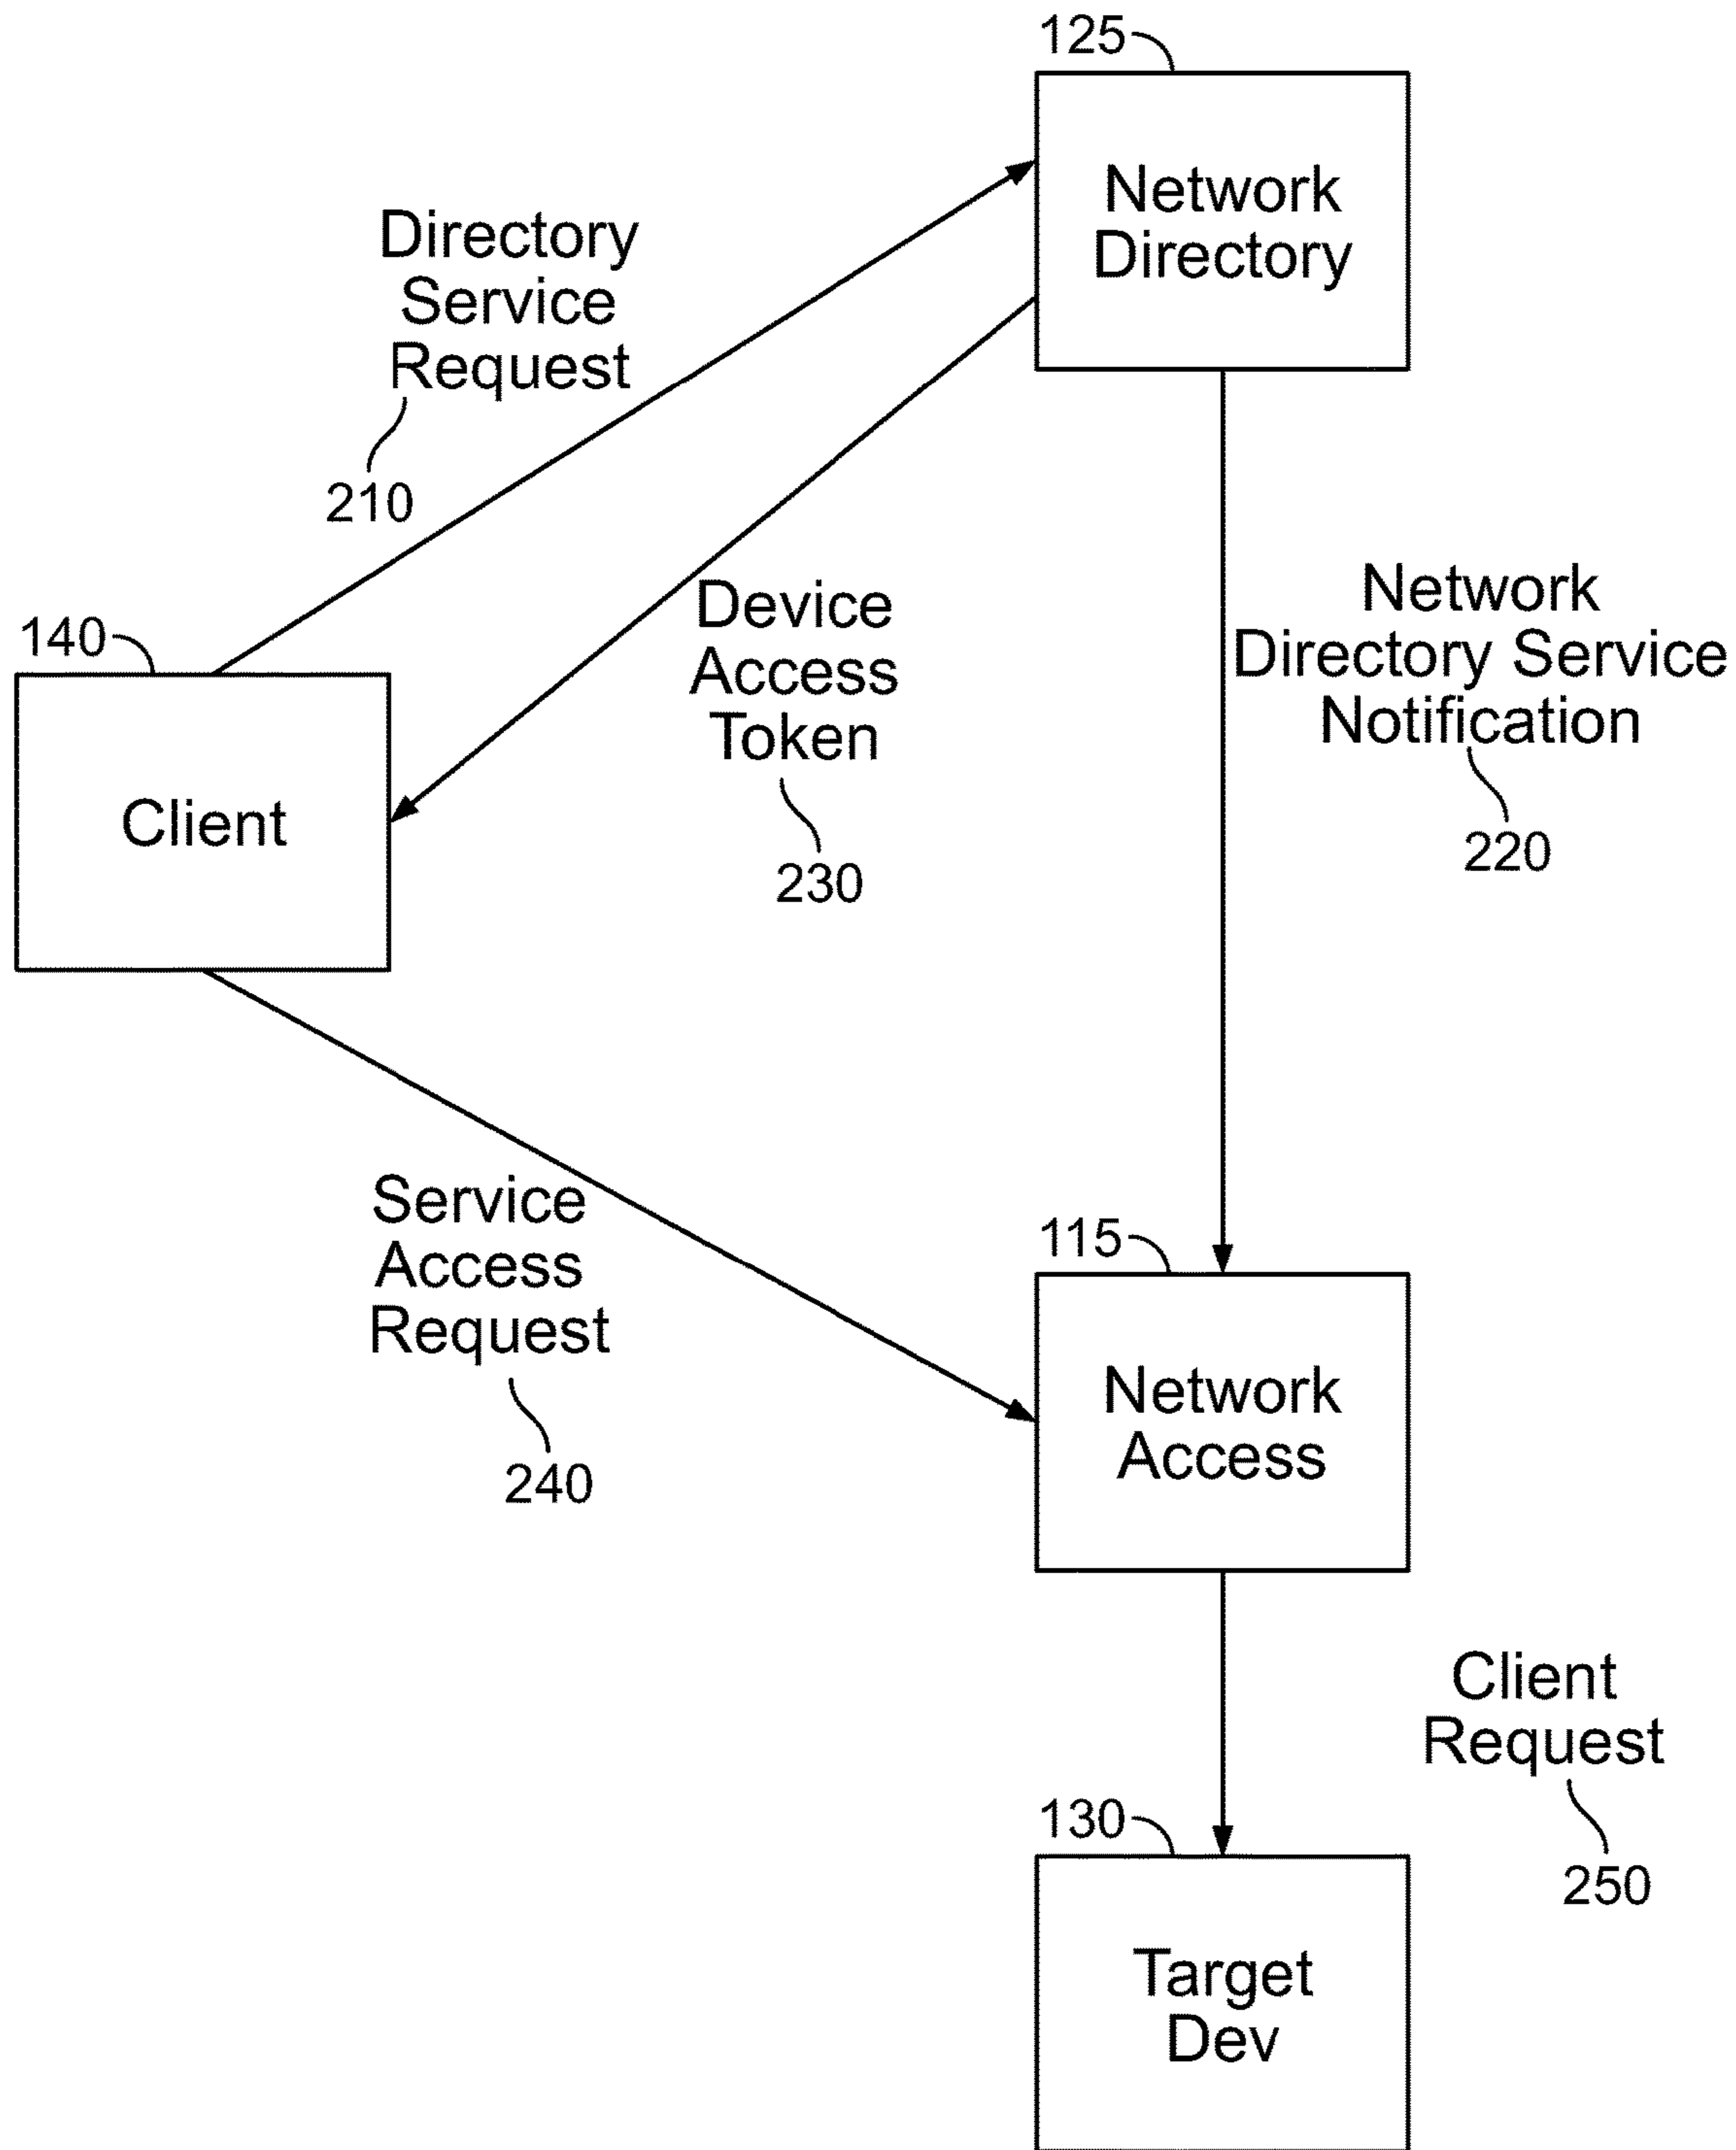 125
Network
Directory
Directory
Service
Request
210
Device
Access
Token
230
Network
Directory Service
Notification
220
140
Client
Service
Access
Request
240
115
Network
Access
Client
Request
250
130
Target
Dev